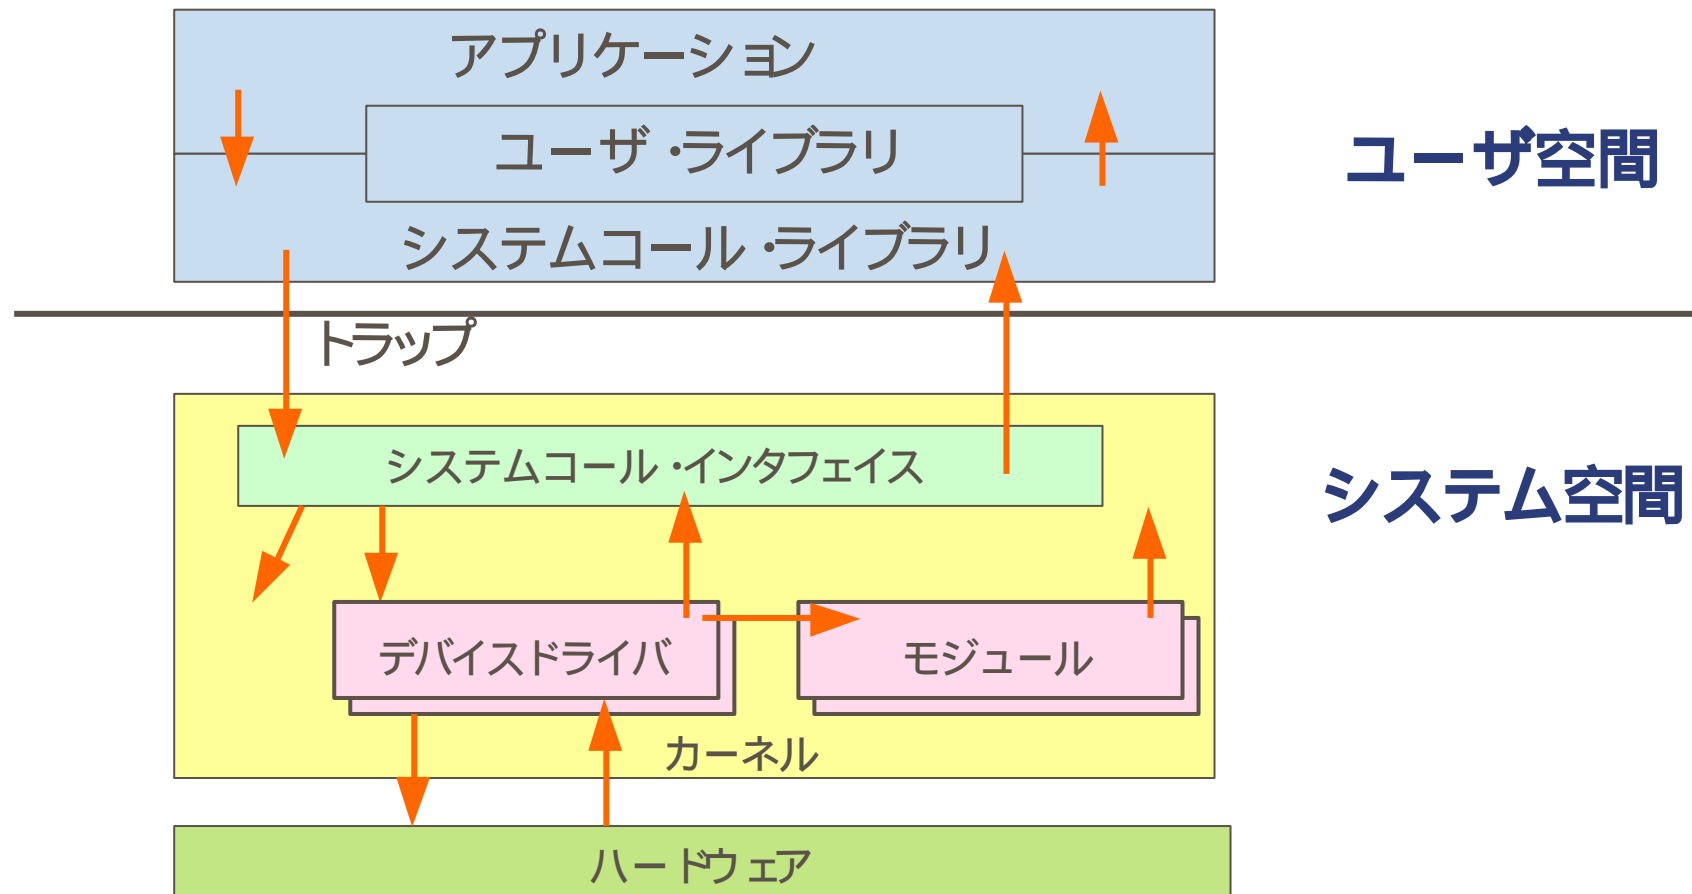 アプリケーション
ユーザ・ライブラリ
ユーザ空間
システムコール・ライブラリ
トラップ
システムコール・インタフェイス
システム空間
デバイスドライバ
モジュール
カーネル
ハードウェア